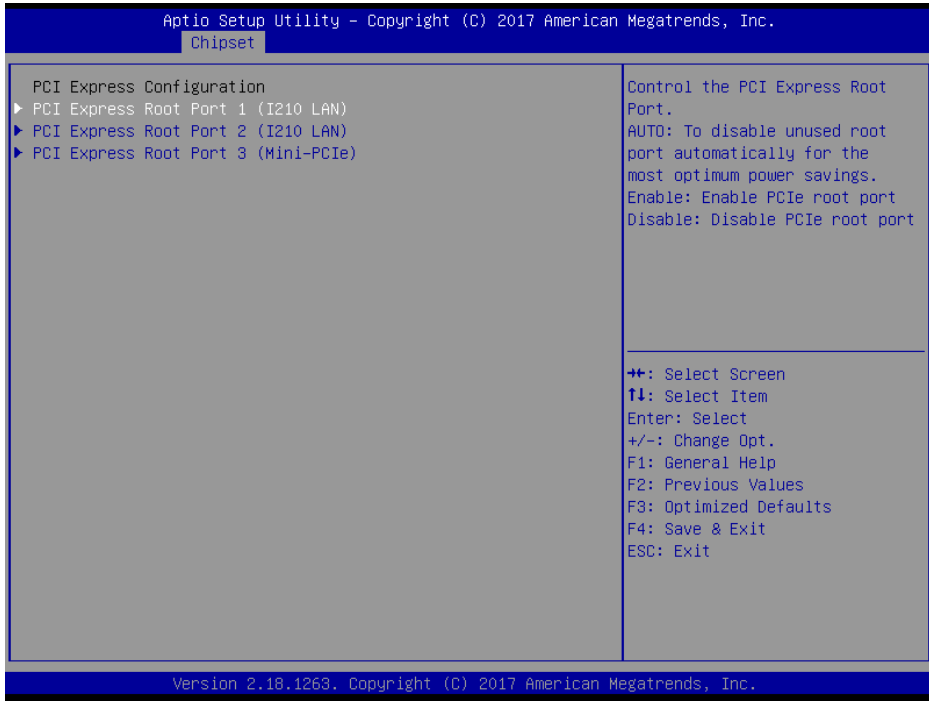 Aptio Setup Utility – Copyright (C) 2017 American Megatrends, Inc.
Chipset
PCI Express Configuration
▶ PCI Express Root Port 1 (I210 LAN)
▶ PCI Express Root Port 2 (I210 LAN)
▶ PCI Express Root Port 3 (Mini-PCIe)
Control the PCI Express Root
Port.
AUTO: To disable unused root
port automatically for the
most optimum power savings.
Enable: Enable PCIe root port
Disable: Disable PCIe root port
→←: Select Screen
↑↓: Select Item
Enter: Select
+/-: Change Opt.
F1: General Help
F2: Previous Values
F3: Optimized Defaults
F4: Save & Exit
ESC: Exit
Version 2.18.1263. Copyright (C) 2017 American Megatrends, Inc.